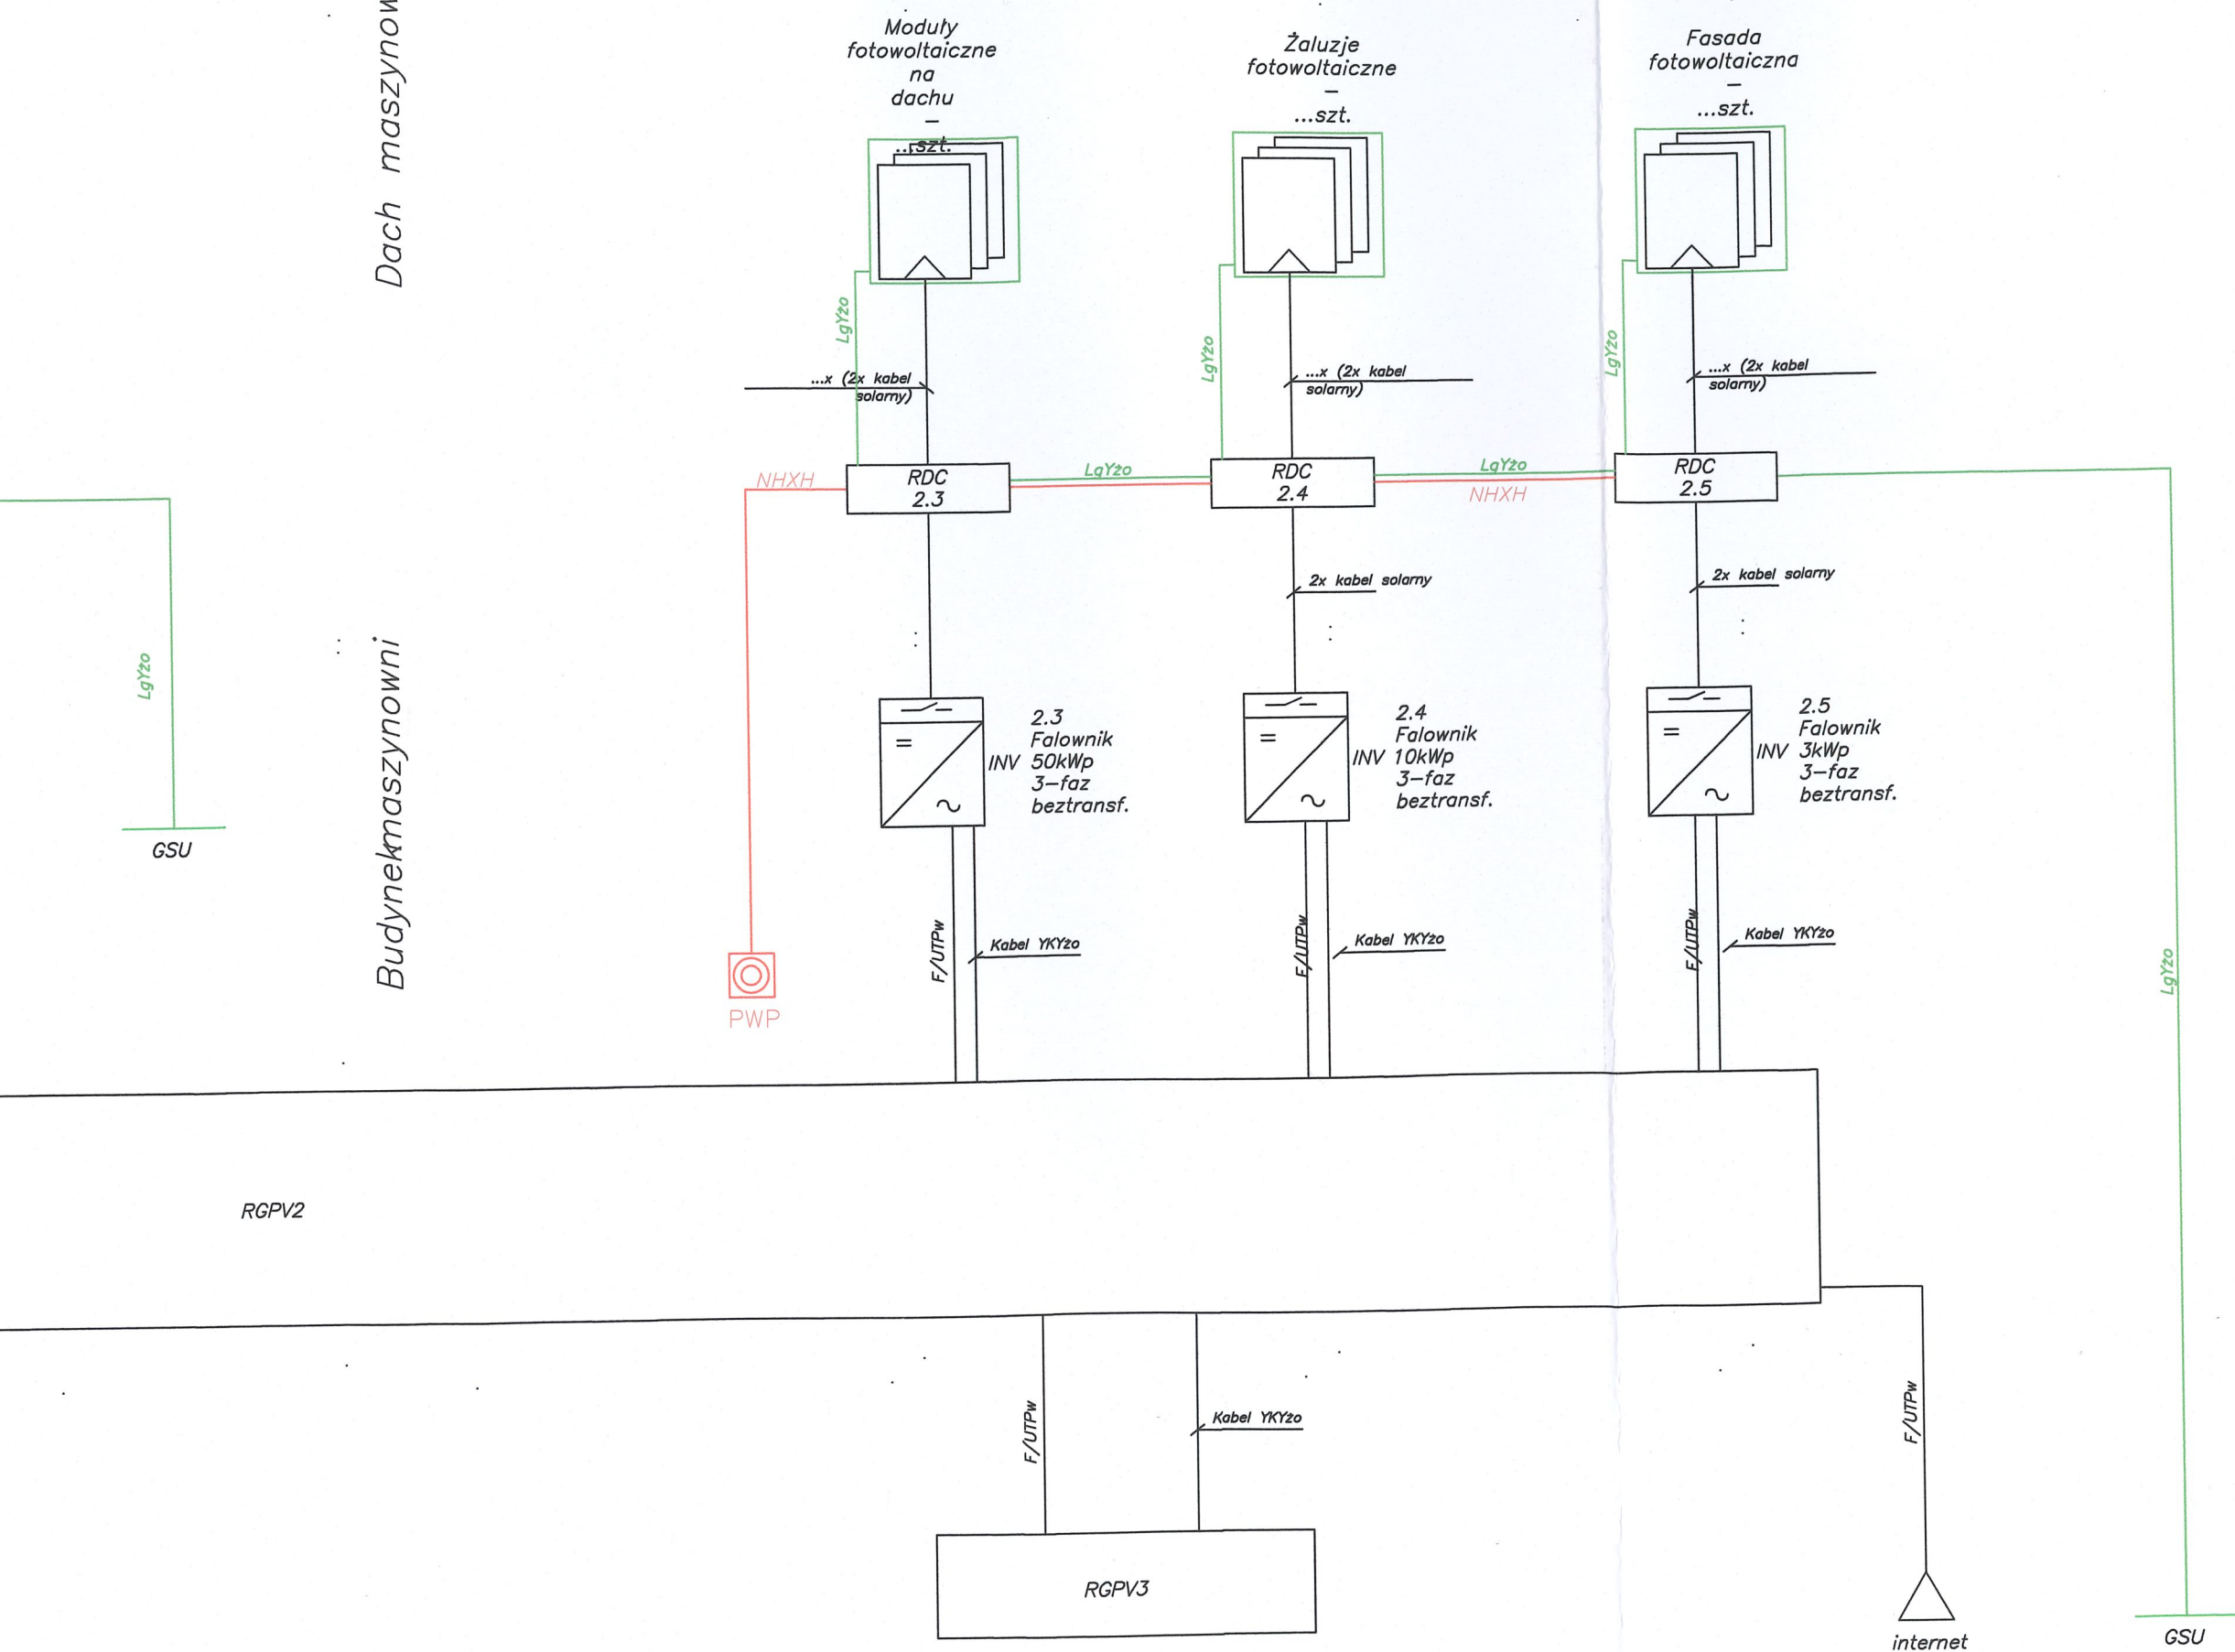 Dach maszynow
Moduły
fotowoltaiczne
na
dachu
–
...szt.
Żaluzje
fotowoltaiczne
–
...szt.
Fasada
fotowoltaiczna
–
...szt.
LgYżo
LgYżo
LgYżo
...x (2x kabel
solarny)
...x (2x kabel
solarny)
...x (2x kabel
solarny)
NHXH
RDC
2.3
LgYżo
RDC
2.4
LgYżo
NHXH
RDC
2.5
2x kabel solarny
2x kabel solarny
LgYżo
GSU
Budynekmaszynowni
2.3
Falownik
INV 50kWp
3-faz
beztransf.
2.4
Falownik
INV 10kWp
3-faz
beztransf.
2.5
Falownik
INV 3kWp
3-faz
beztransf.
F/UTPw
Kabel YKYżo
F/UTPw
Kabel YKYżo
F/UTPw
Kabel YKYżo
LgYżo
PWP
RGPV2
F/UTPw
Kabel YKYżo
F/UTPw
RGPV3
internet
GSU